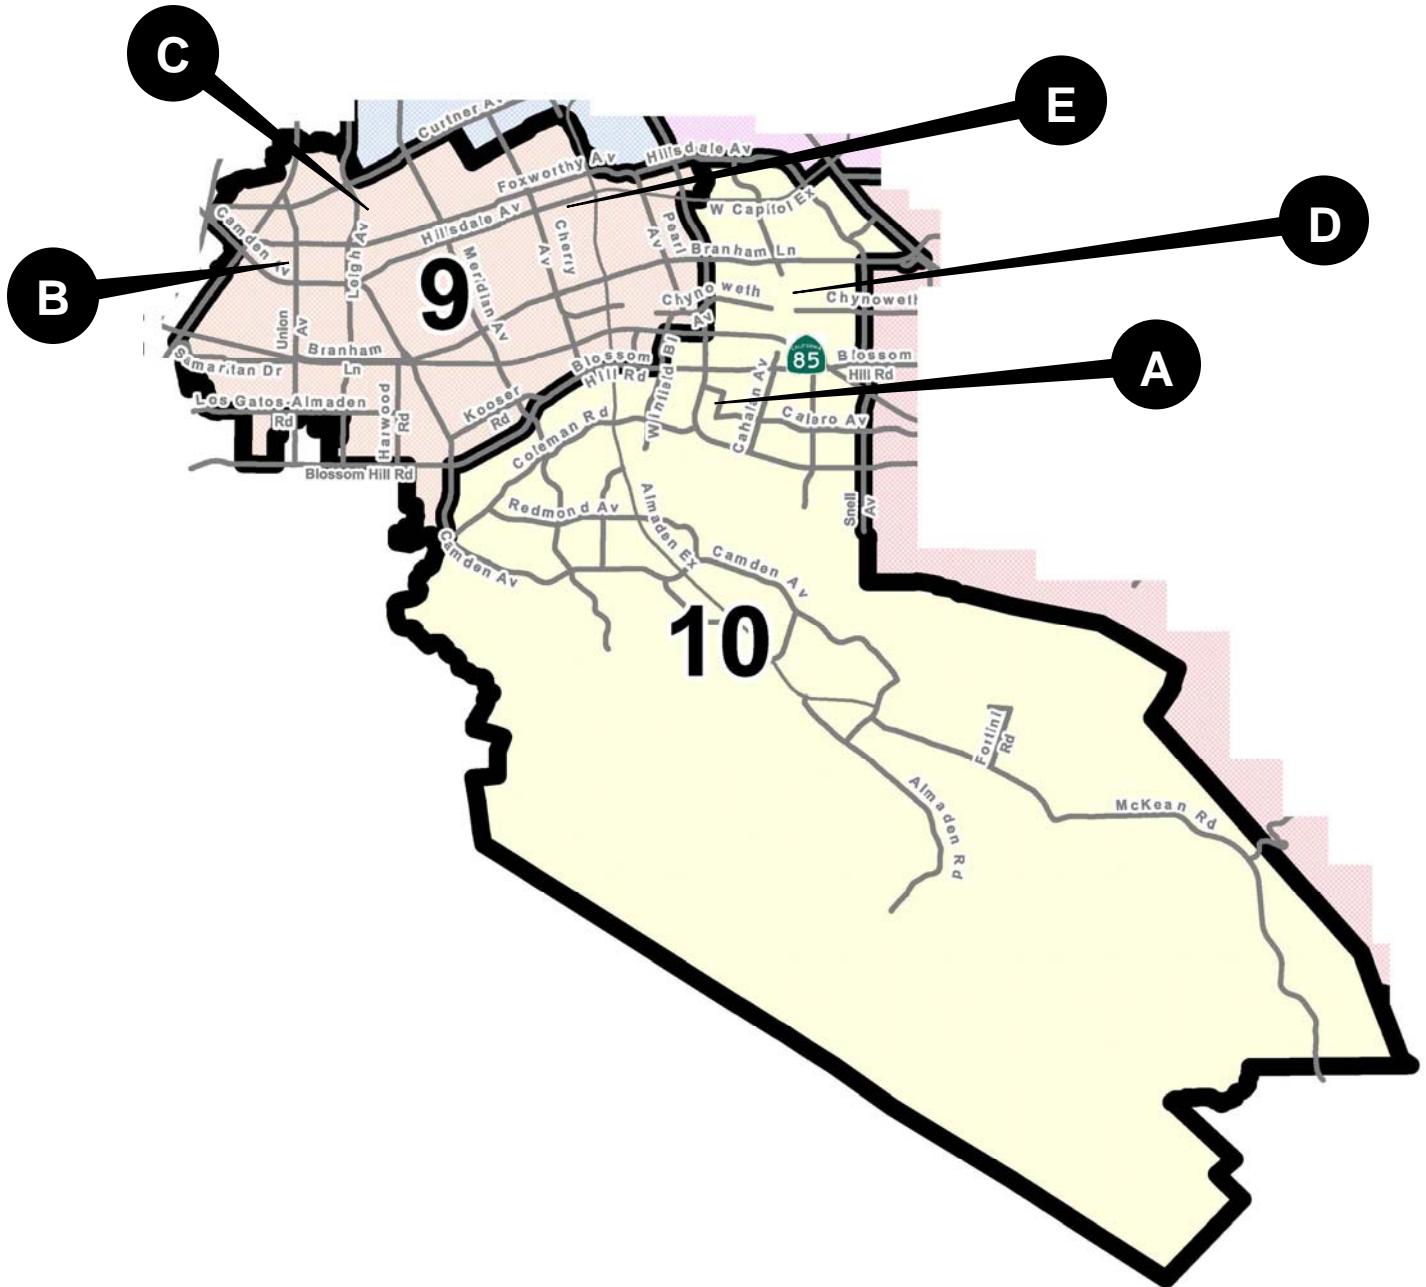 C
E
Curtner Av
Hillsdale Av
Foxworthy Av
D
W Capitol Ex
Camden Av
Hillsdale Av
Leigh Av
Cherry
Av
Pearl
Av
Branham Ln
B
9
Meridian Av
Chynoweth
Av
Chynoweth
Union
Av
Branham
Ln
Samaritan Dr
Blossom
Hill Rd
Winfield Bl
CALIFORNIA
85
Blossom
Hill Rd
A
Los Gatos-Almaden
Rd
Harwood
Rd
Kooser
Rd
Coleman Rd
Cahalan Av
Calero Av
Blossom Hill Rd
Redmond Av
Almaden Ex
Snell
Av
Camden Av
Camden Av
10
Fortini
Rd
Almaden Rd
McKean Rd